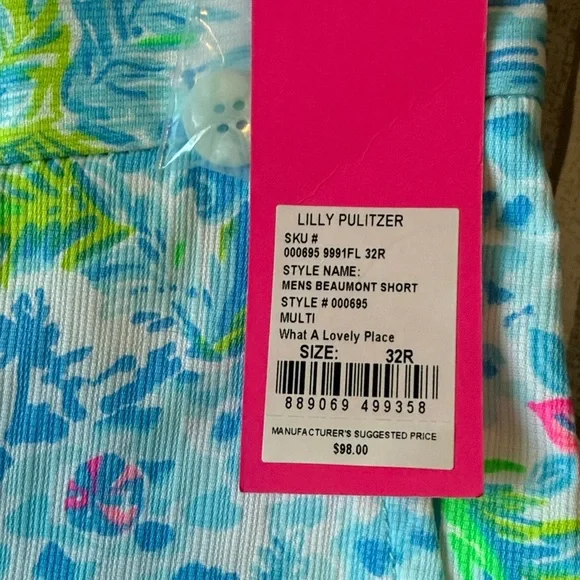 LILLY PULITZER
SKU #
000695 9991FL 32R
STYLE NAME:
MENS BEAUMONT SHORT
STYLE # 000695
MULTI
What A Lovely Place
SIZE: 32R
889069 499358
MANUFACTURER'S SUGGESTED PRICE
$98.00